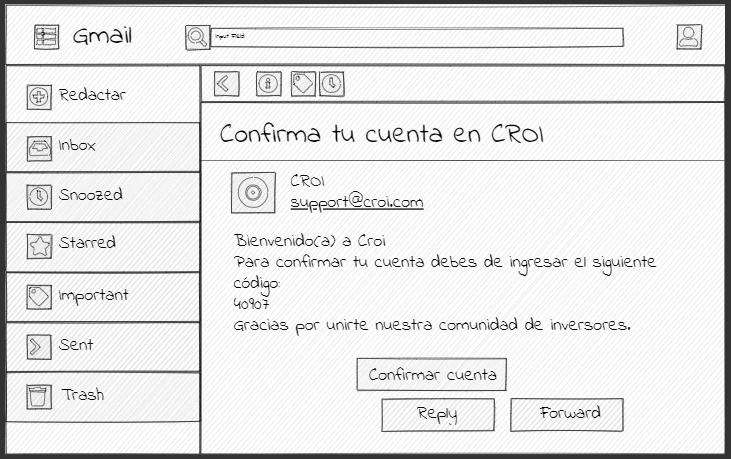 Gmail
Input Field
Redactar
Inbox
Snoozed
Starred
Important
Sent
Trash
Confirma tu cuenta en CROI
CROI
support@croi.com
Bienvenido(a) a Croi
Para confirmar tu cuenta debes de ingresar el siguiente
código:
40907
Gracias por unirte nuestra comunidad de inversores.
Confirmar cuenta
Reply
Forward